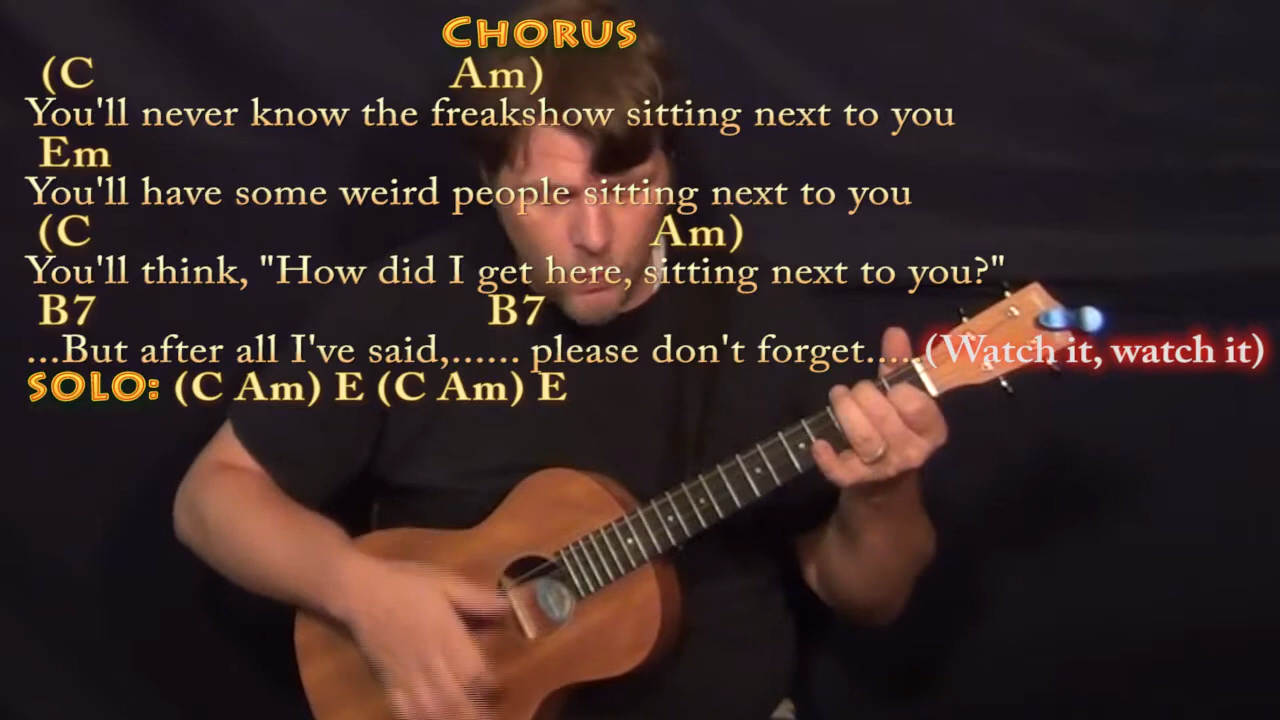 CHORUS
(C Am)
You'll never know the freakshow sitting next to you
Em
You'll have some weird people sitting next to you
(C Am)
You'll think, "How did I get here, sitting next to you?"
B7 B7
...But after all I've said,...... please don't forget.....(Watch it, watch it)
SOLO: (C Am) E (C Am) E